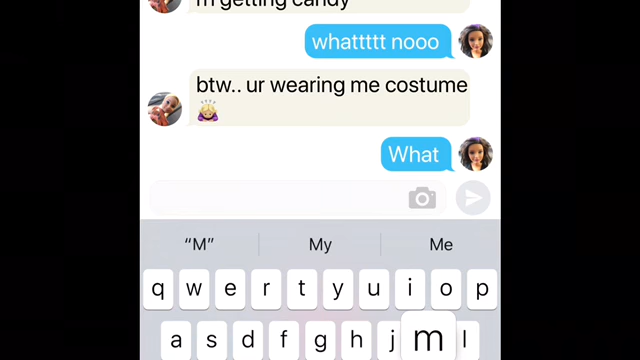 m getting candy
whattttt nooo
btw.. ur wearing me costume
What
“M” My Me
q w e r t y u i o p
a s d f g h j m l